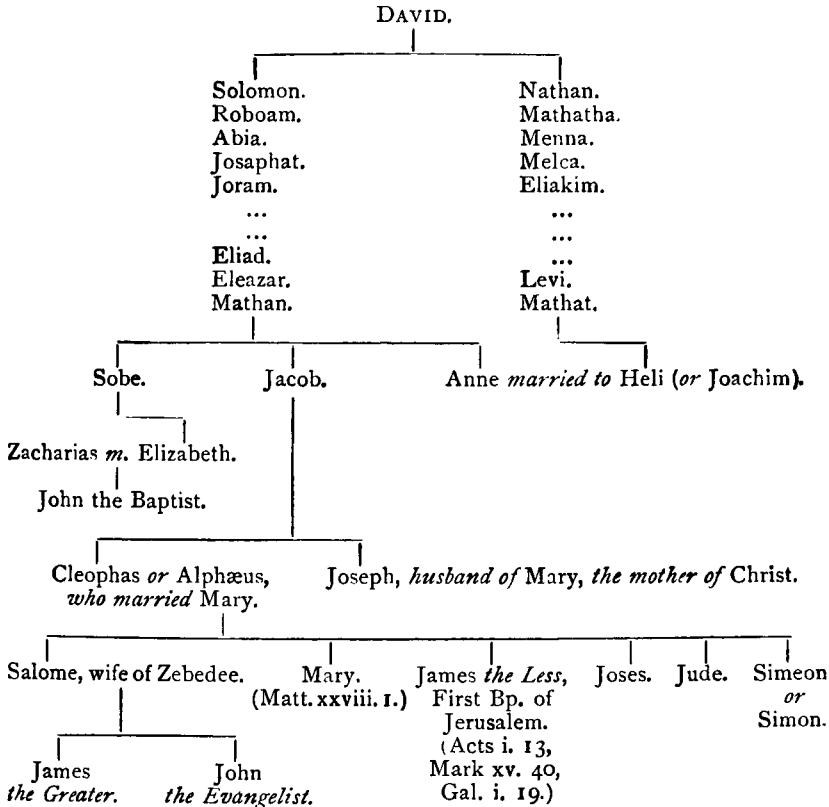 DAVID.
Solomon. Nathan.
Roboam. Mathatha.
Abia. Menna.
Josaphat. Melca.
Joram. Eliakim.
... ...
... ...
Eliad. ...
Eleazar. Levi.
Mathan. Mathat.
Sobe. Jacob. Anne married to Heli (or Joachim).
Zacharias m. Elizabeth.
John the Baptist.
Cleophas or Alphæus, Joseph, husband of Mary, the mother of Christ.
who married Mary.
Salome, wife of Zebedee. Mary. James the Less, Joses. Jude. Simeon
(Matt. xxviii. 1.) First Bp. of or
Jerusalem. Simon.
(Acts i. 13,
James John Mark xv. 40,
the Greater. the Evangelist. Gal. i. 19.)